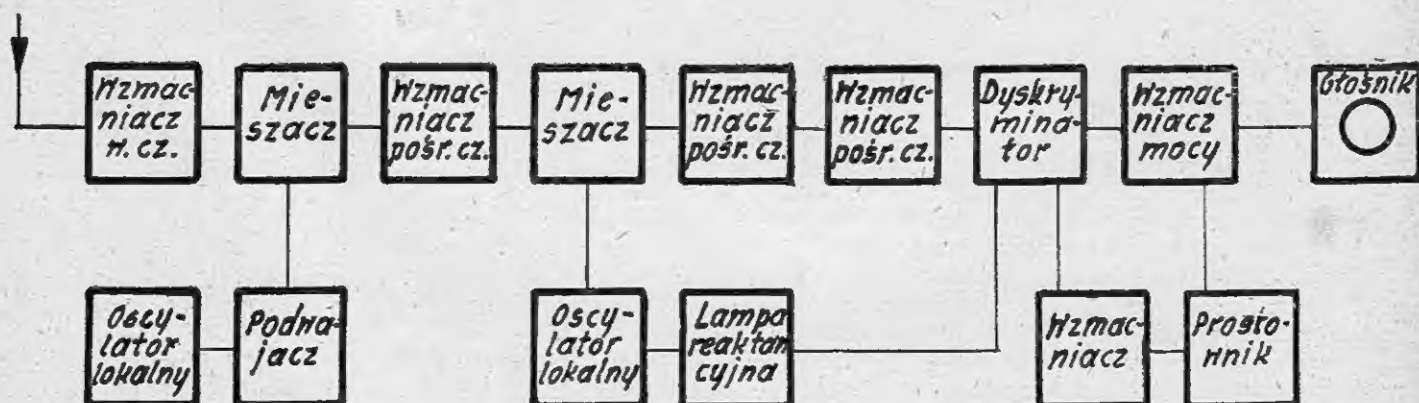 Wzmac-
niacz
w. cz.
Mie-
szacz
Wzmac-
niacz
pośr. cz.
Mie-
szacz
Wzmac-
niacz
pośr. cz.
Wzmac-
niacz
pośr. cz.
Dyskry-
mina-
tor
Wzmac-
niacz
mocy
Głośnik
Oscy-
lator
lokalny
Podwa-
jacz
Oscy-
lator
lokalny
Lampa
reaktan
cyjna
Wzmac-
niacz
Prosto-
wnik